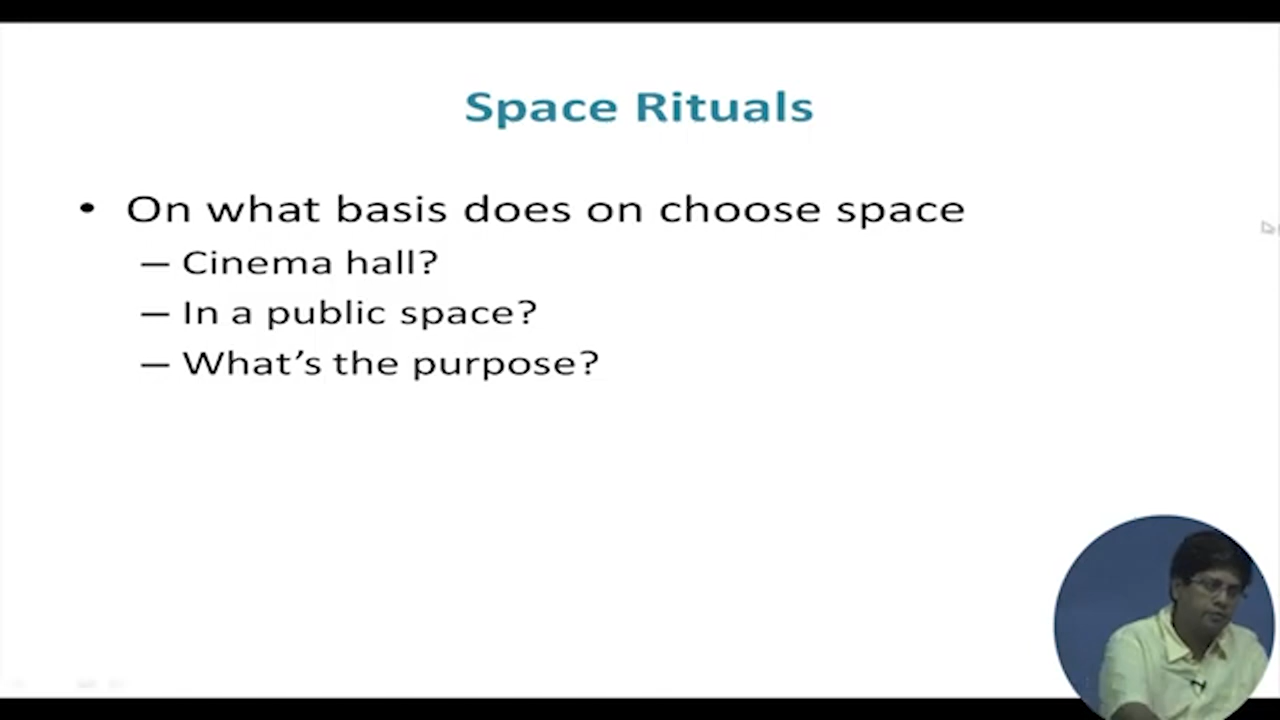 Space Rituals
• On what basis does on choose space
– Cinema hall?
– In a public space?
– What’s the purpose?